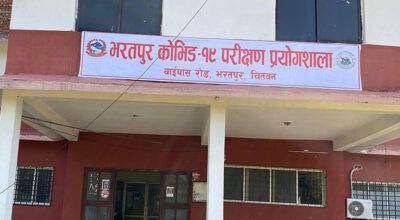 भरतपुर कोभिड-१९ परीक्षण प्रयोगशाला
बाईपास रोड, भरतपुर, चितवन